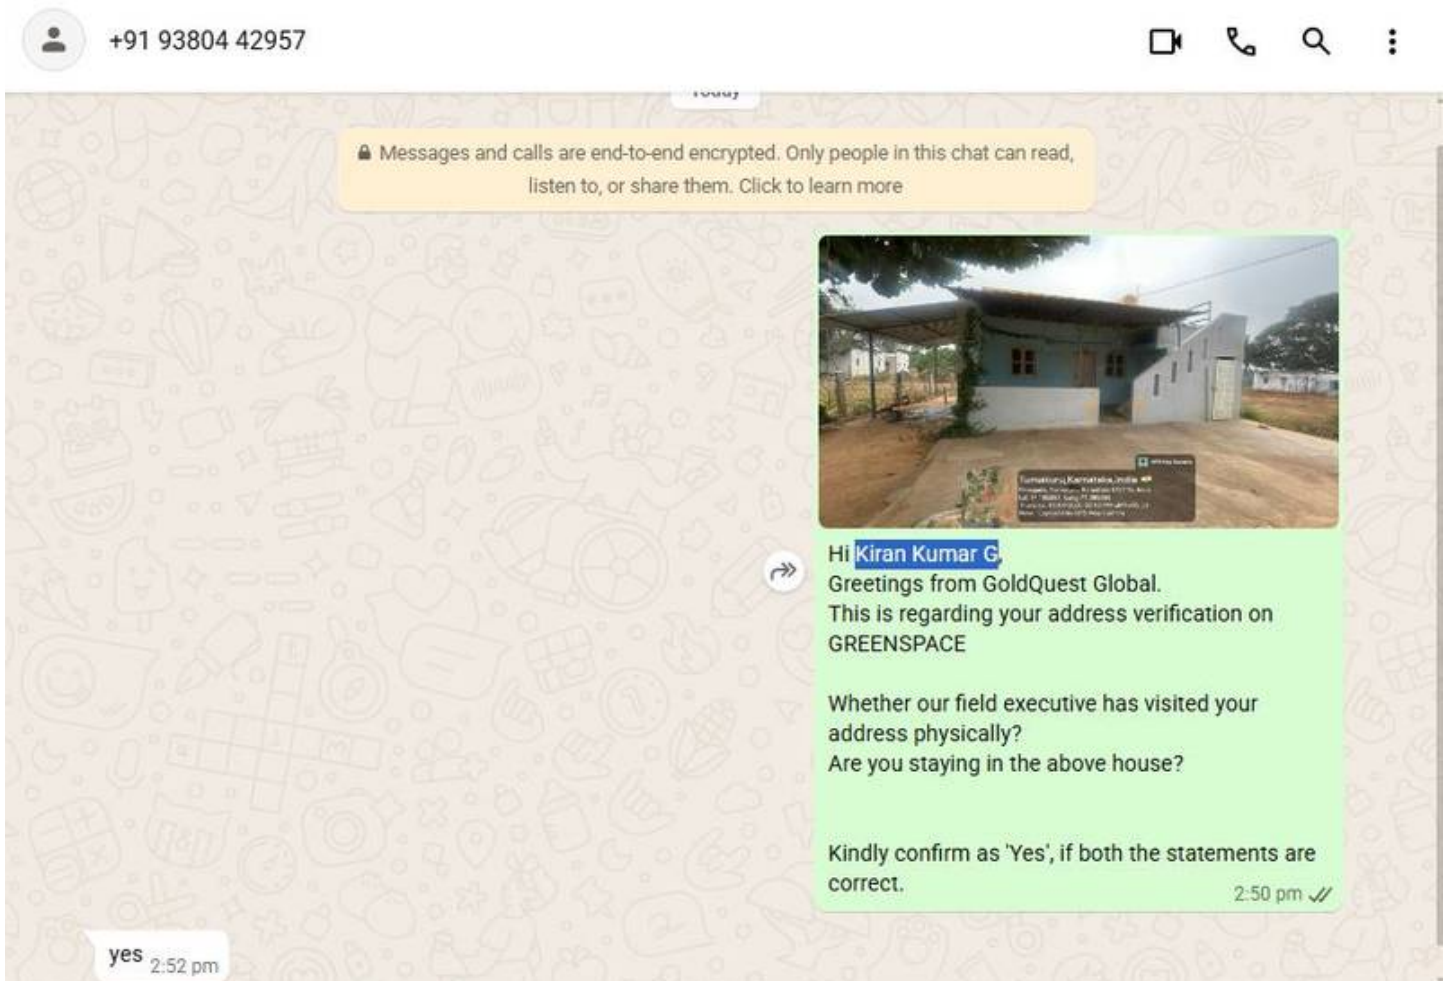 +91 93804 42957
Today
Messages and calls are end-to-end encrypted. Only people in this chat can read,
listen to, or share them. Click to learn more
Tumakuru,Karnataka,India
Hi Kiran Kumar G,
Greetings from GoldQuest Global.
This is regarding your address verification on
GREENSPACE
Whether our field executive has visited your
address physically?
Are you staying in the above house?
Kindly confirm as 'Yes', if both the statements are
correct.
2:50 pm
yes 2:52 pm